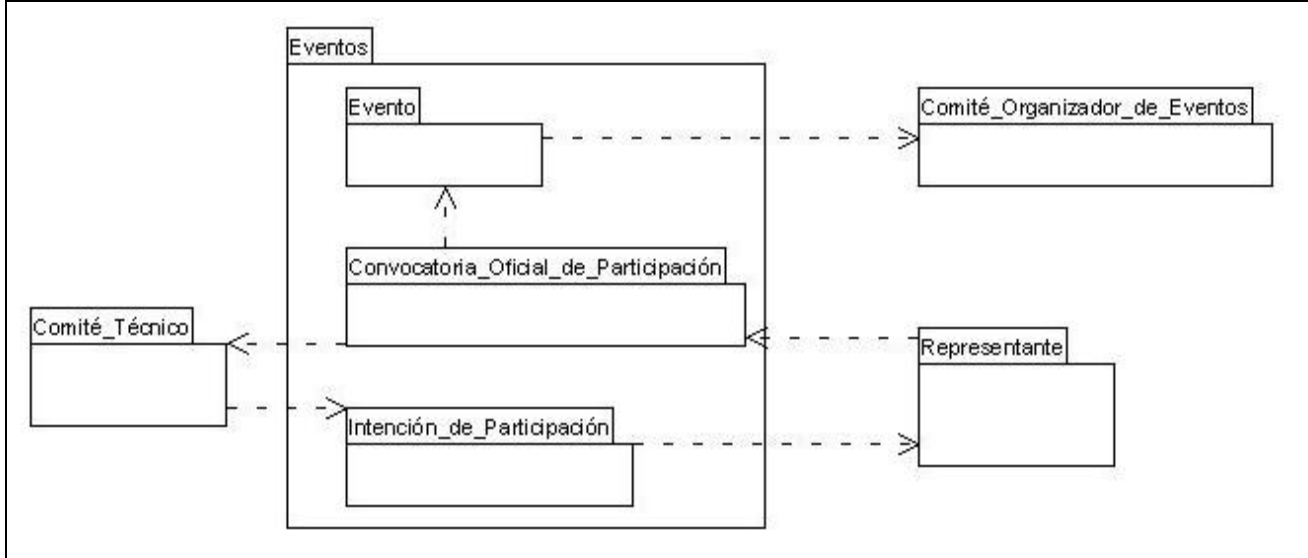 Eventos
Evento
Comité_Organizador_de_Eventos
Convocatoria_Oficial_de_Participación
Comité_Técnico
Representante
Intención_de_Participación